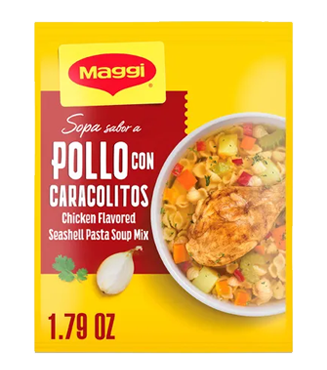 Maggi
Sopa sabor a
POLLO CON
CARACOLITOS
Chicken Flavored
Seashell Pasta Soup Mix
1.79 OZ